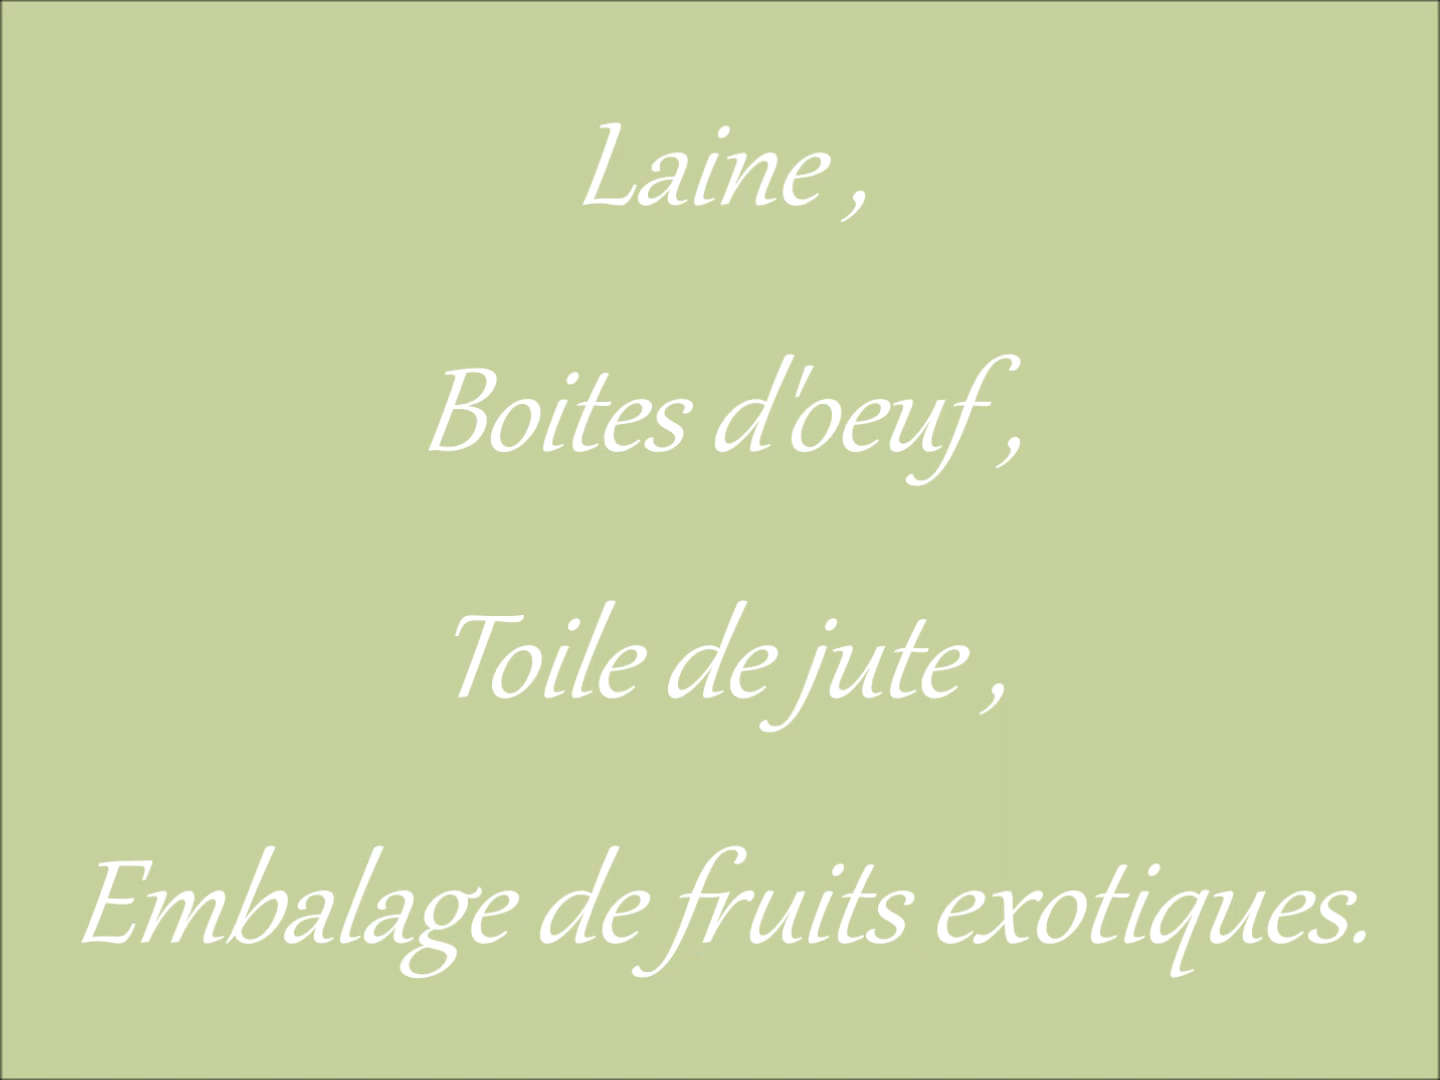 Laine ,
Boites d'oeuf ,
Toile de jute ,
Embalage de fruits exotiques.